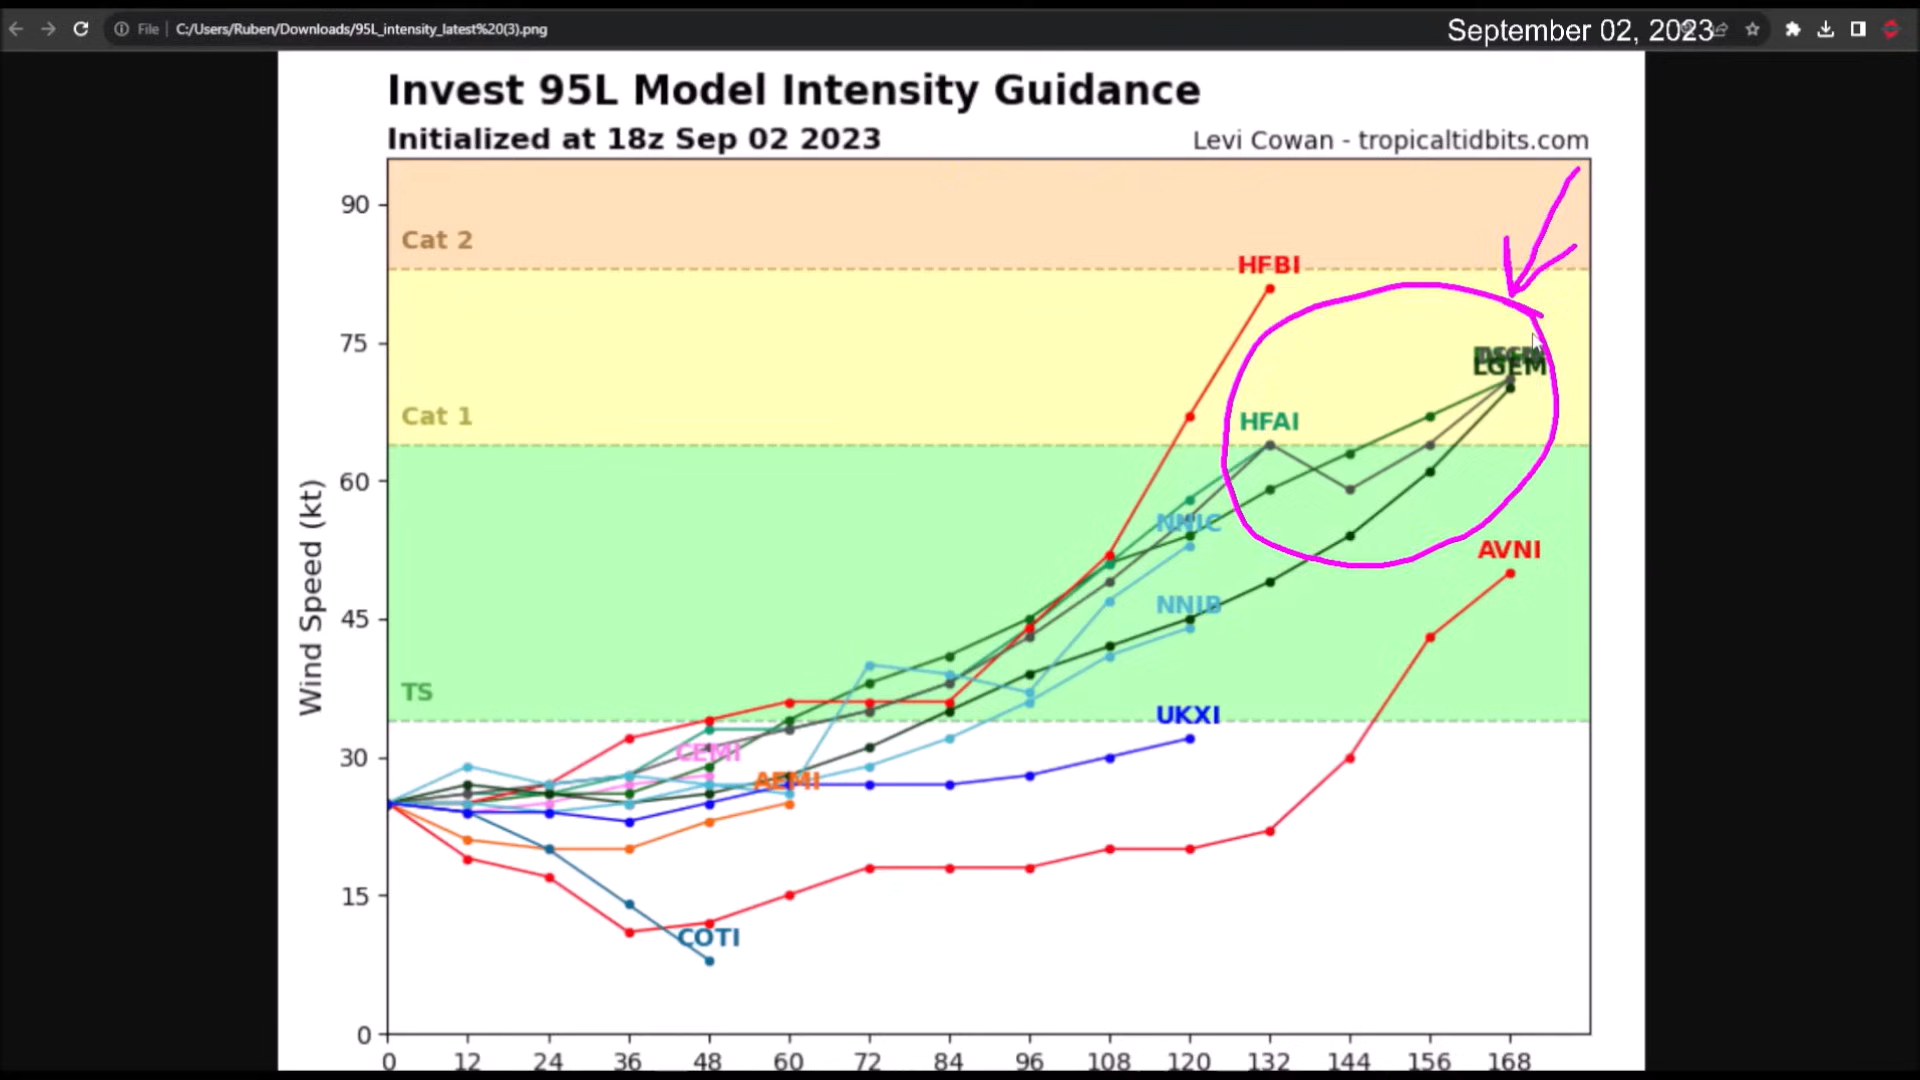 File C:/Users/Ruben/Downloads/95L_intensity_latest%20(3).png
September 02, 2023
Invest 95L Model Intensity Guidance
Initialized at 18z Sep 02 2023
Levi Cowan - tropicaltidbits.com
90
Cat 2
HFBI
75
LGEM
Cat 1
HFAI
60
NNIC
AVNI
Wind Speed (kt)
NNIB
45
TS
UKXI
30
CEMI
AEMI
15
COTI
0
0 12 24 36 48 60 72 84 96 108 120 132 144 156 168